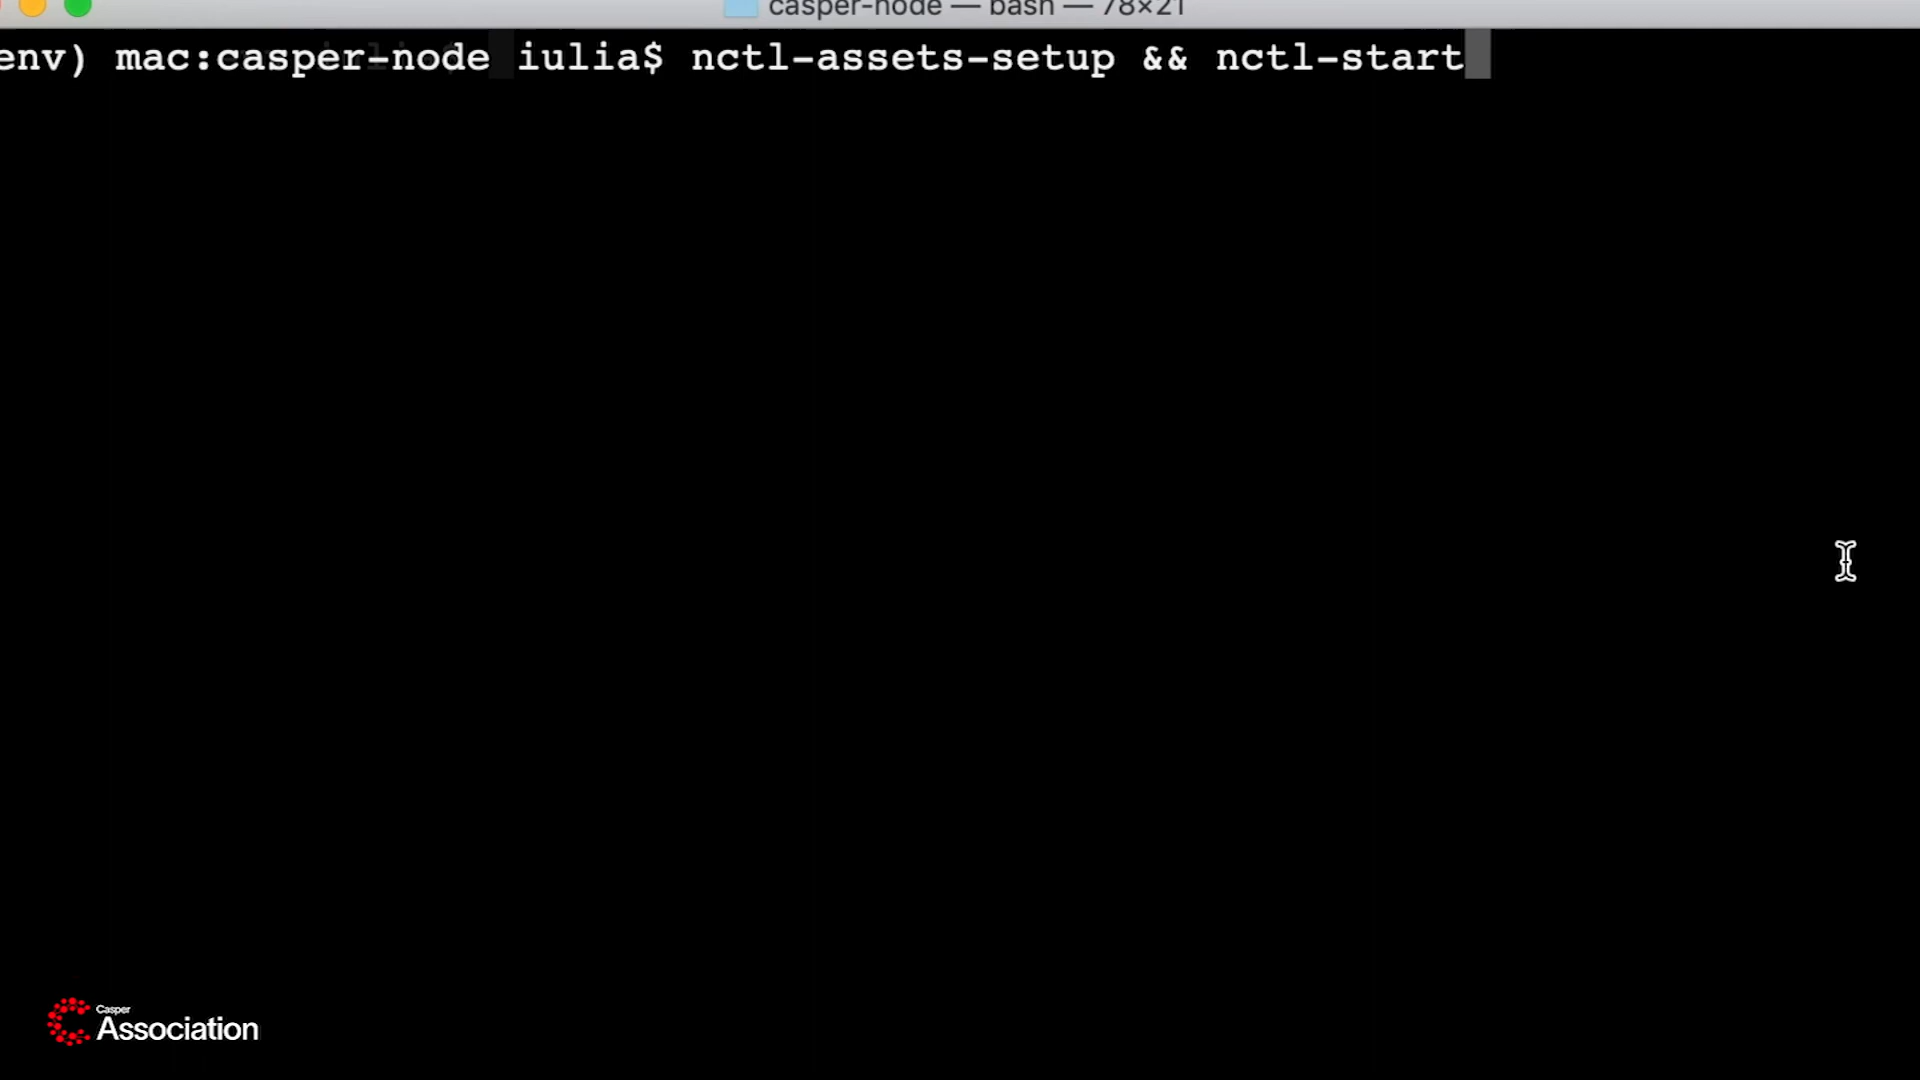 casper-node — bash — 78×21
env) mac:casper-node iulia$ nctl-assets-setup && nctl-start
Casper
Association